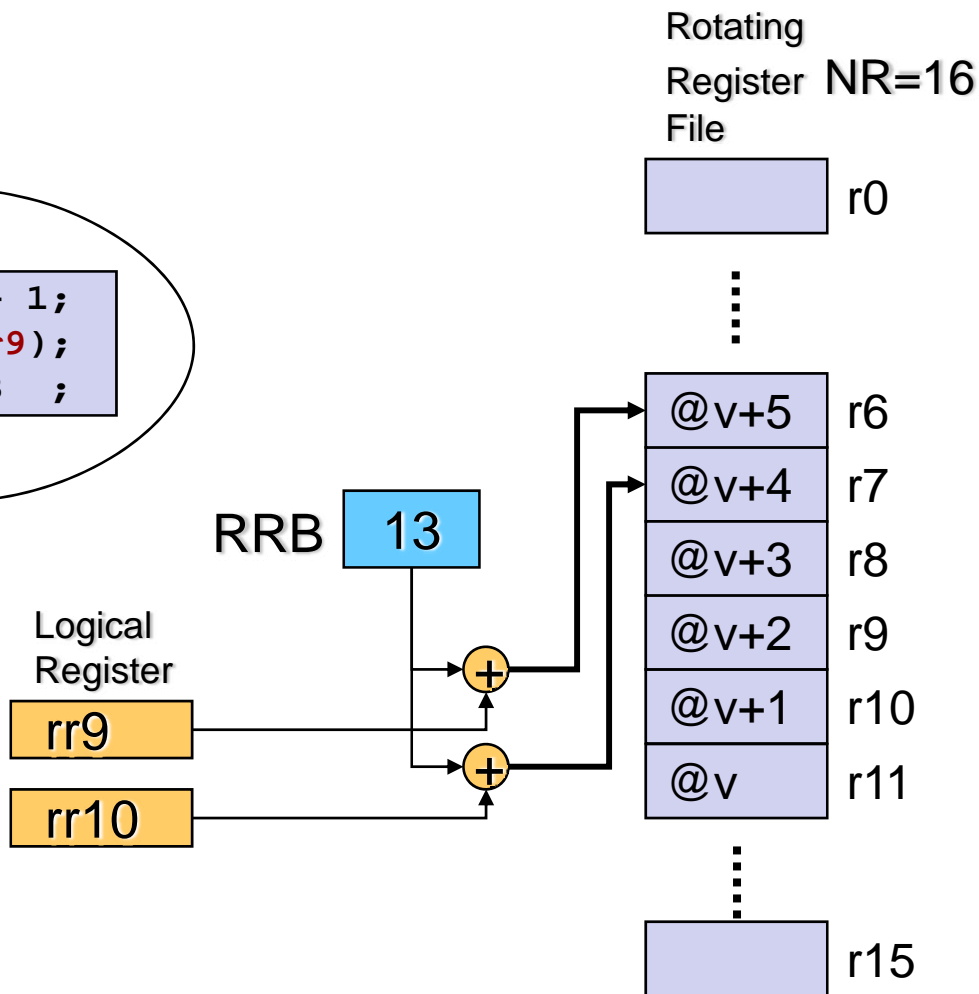 Rotating
Register NR=16
File
r0
1;
9);
;
@v+5 r6
@v+4 r7
RRB 13
@v+3 r8
Logical
Register
@v+2 r9
+
rr9
@v+1 r10
+
@v r11
rr10
r15